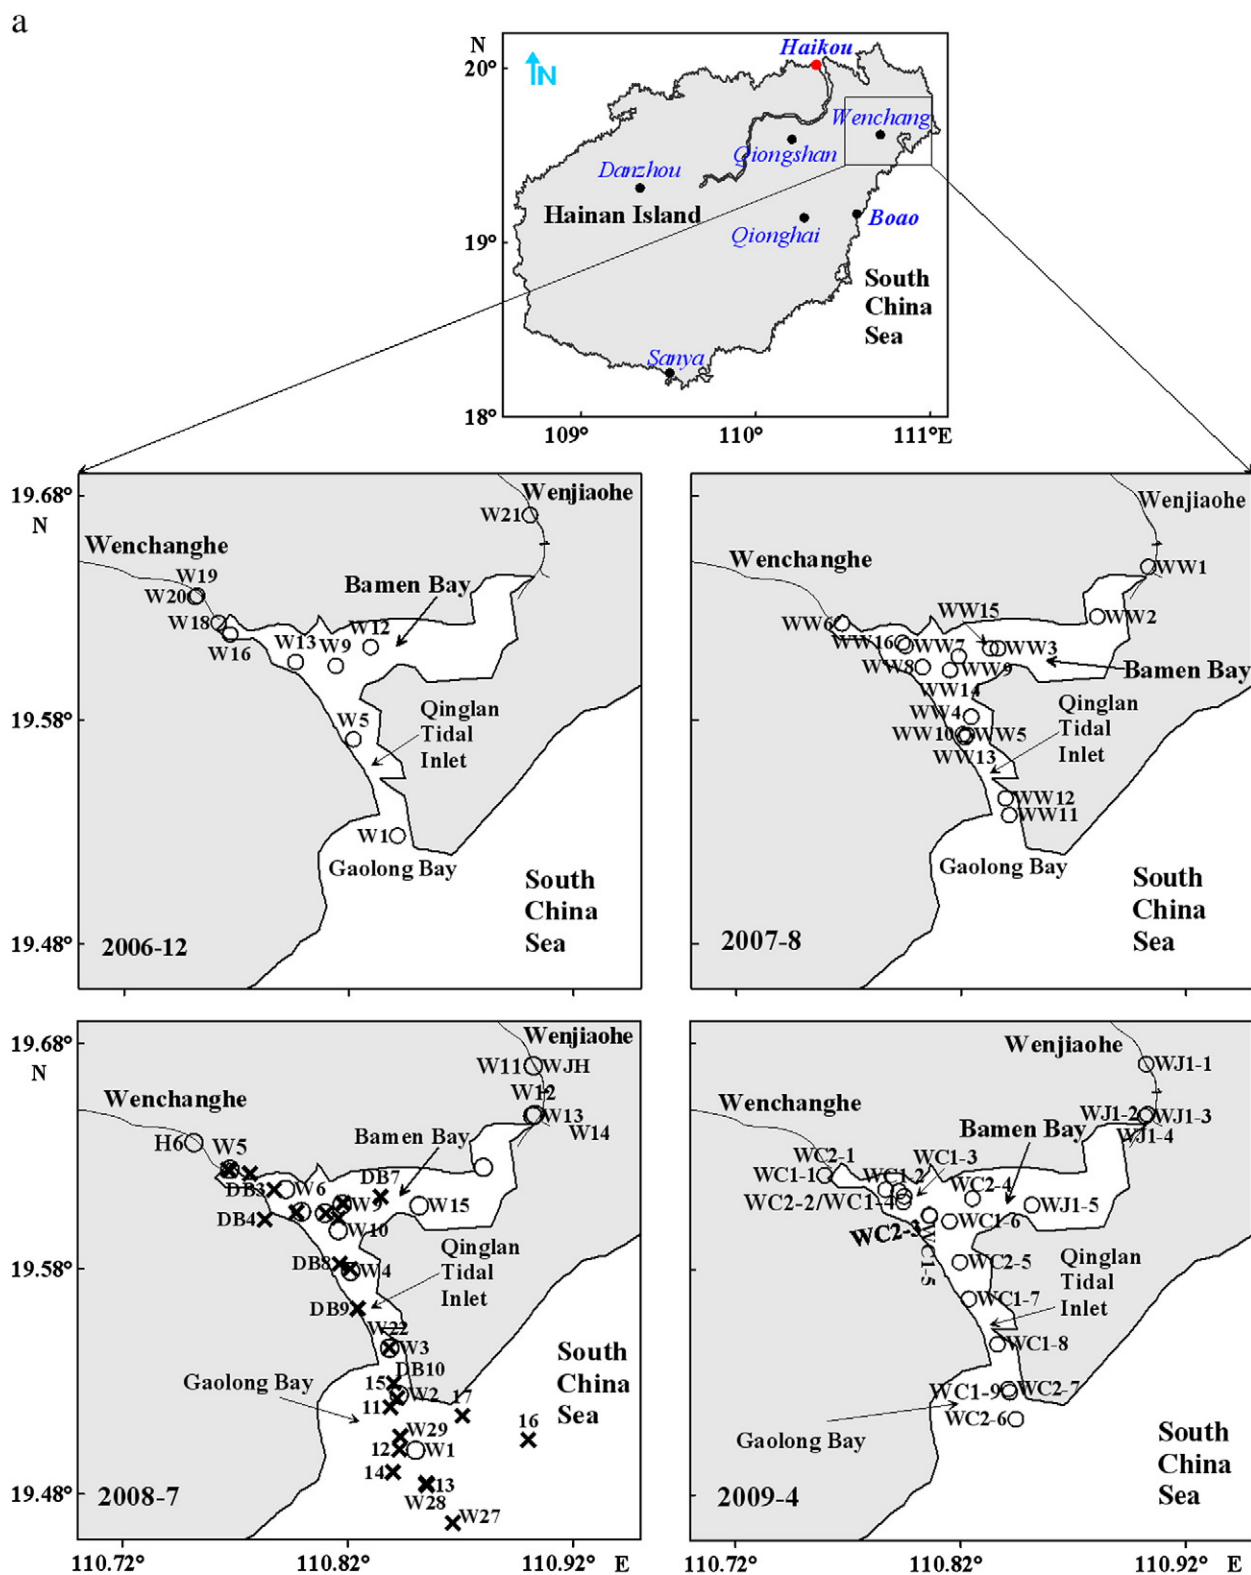 a
N
20°
19°
18°
N
Haikou
Wenchang
Qiongshan
Danzhou
Hainan Island
Boao
Qionghai
South
China
Sea
Sanya
109°
110°
111°E
19.68°
N
19.58°
19.48°
Wenjiaohe
W21
Wenchanghe
W19
W20
Bamen Bay
W18
W16
W13
W9
W12
W5
Qinglan
Tidal
Inlet
W1
Gaolong Bay
South
China
Sea
2006-12
Wenjiaohe
Wenchanghe
WW1
WW15
WW2
WW6
WW16
WW7
WW3
WW8
WW9
Bamen Bay
WW14
WW4
Qinglan
Tidal
Inlet
WW10
WW5
WW13
WW12
WW11
Gaolong Bay
South
China
Sea
2007-8
19.68°
N
19.58°
19.48°
Wenjiaohe
W11
WJH
Wenchanghe
W12
W13
W14
H6
W5
Bamen Bay
DB3
W6
DB7
W9
W15
DB4
W10
Qinglan
Tidal
Inlet
DB8
W4
DB9
W22
W3
DB10
Gaolong Bay
15
W2
17
11
16
W29
12
W1
14
13
W28
W27
South
China
Sea
2008-7
110.72°
110.82°
110.92°
E
Wenjiaohe
WJ1-1
Wenchanghe
WJ1-2
WJ1-3
WJ1-4
Bamen Bay
WC2-1
WC1-3
WC1-1
WC1-2
WC2-4
WC2-2/WC1-4
WJ1-5
WC2-3
WC1-6
WC1-5
WC2-5
Qinglan
Tidal
Inlet
WC1-7
WC1-8
WC1-9
WC2-7
WC2-6
Gaolong Bay
South
China
Sea
2009-4
110.72°
110.82°
110.92°
E